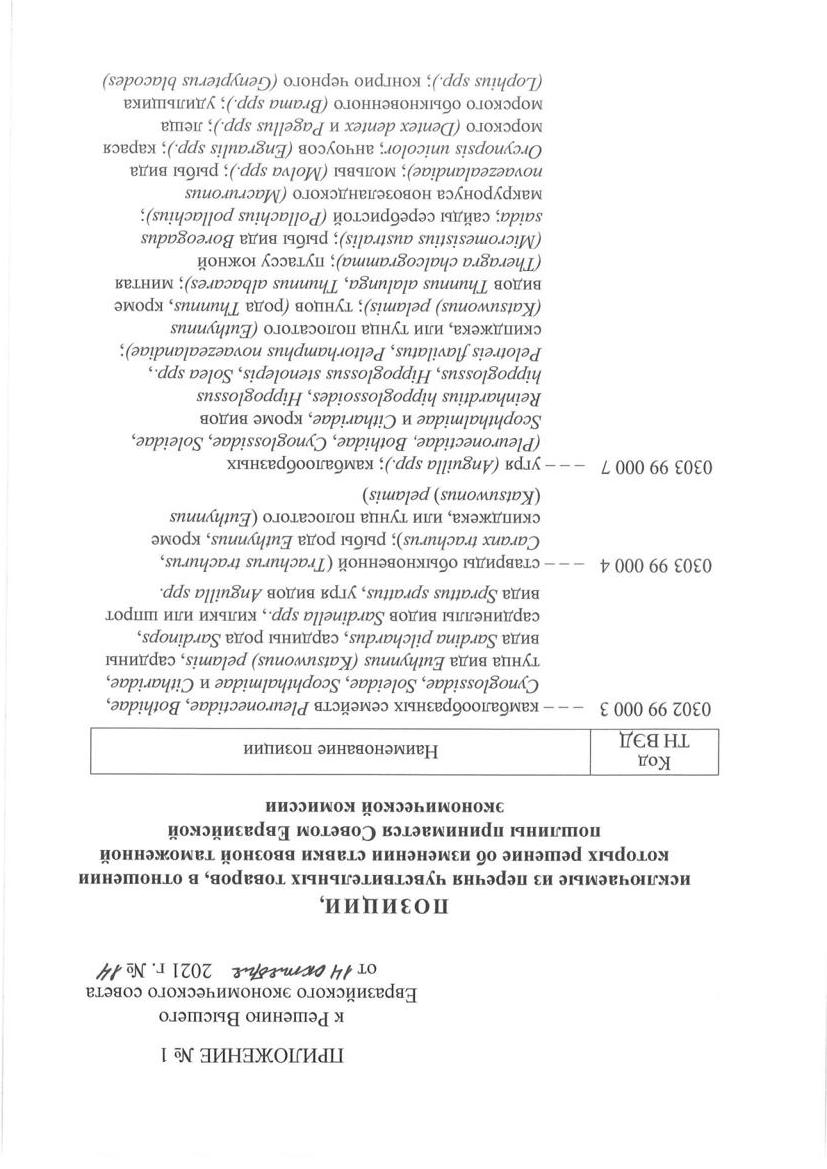 ПРИЛОЖЕНИЕ № 1
к Решению Высшего
Евразийского экономического совета
от 14 октября 2021 г. № 14
ПОЗИЦИИ,
исключаемые из перечня чувствительных товаров, в отношении
которых решение об изменении ставки ввозной таможенной
пошлины принимается Советом Евразийской
экономической комиссии
Код
ТН ВЭД
Наименование позиции
0302 99 000 3 – – – камбалообразных семейств Pleuronectidae, Bothidae,
Cynoglossidae, Soleidae, Scophthalmidae и Citharidae,
тунца вида Euthynnus (Katsuwonus) pelamis, сардины
вида Sardina pilchardus, сардины рода Sardinops,
сардинеллы видов Sardinella spp., кильки или шпрот
вида Sprattus sprattus, угря видов Anguilla spp.
0303 99 000 4 – – – ставриды обыкновенной (Trachurus trachurus,
Caranx trachurus); рыбы рода Euthynnus, кроме
скипджека, или тунца полосатого (Euthynnus
(Katsuwonus) pelamis)
0303 99 000 7 – – – угря (Anguilla spp.); камбалообразных
(Pleuronectidae, Bothidae, Cynoglossidae, Soleidae,
Scophthalmidae и Citharidae, кроме видов
Reinhardtius hippoglossoides, Hippoglossus
hippoglossus, Hippoglossus stenolepis, Solea spp.,
Pelotreis flavilatus, Peltorhamphus novaezealandiae);
скипджека, или тунца полосатого (Euthynnus
(Katsuwonus) pelamis); тунцов (рода Thunnus, кроме
видов Thunnus alalunga, Thunnus albacares); минтая
(Theragra chalcogramma); путассу южной
(Micromesistius australis); рыбы вида Boreogadus
saida; сайды серебристой (Pollachius pollachius);
макруронуса новозеландского (Macruronus
novaezealandiae); мольвы (Molva spp.); рыбы вида
Orcynopsis unicolor; анчоусов (Engraulis spp.); карася
морского (Dentex dentex и Pagellus spp.); леща
морского обыкновенного (Brama spp.); удильщика
(Lophius spp.); конгрио черного (Genypterus blacodes)